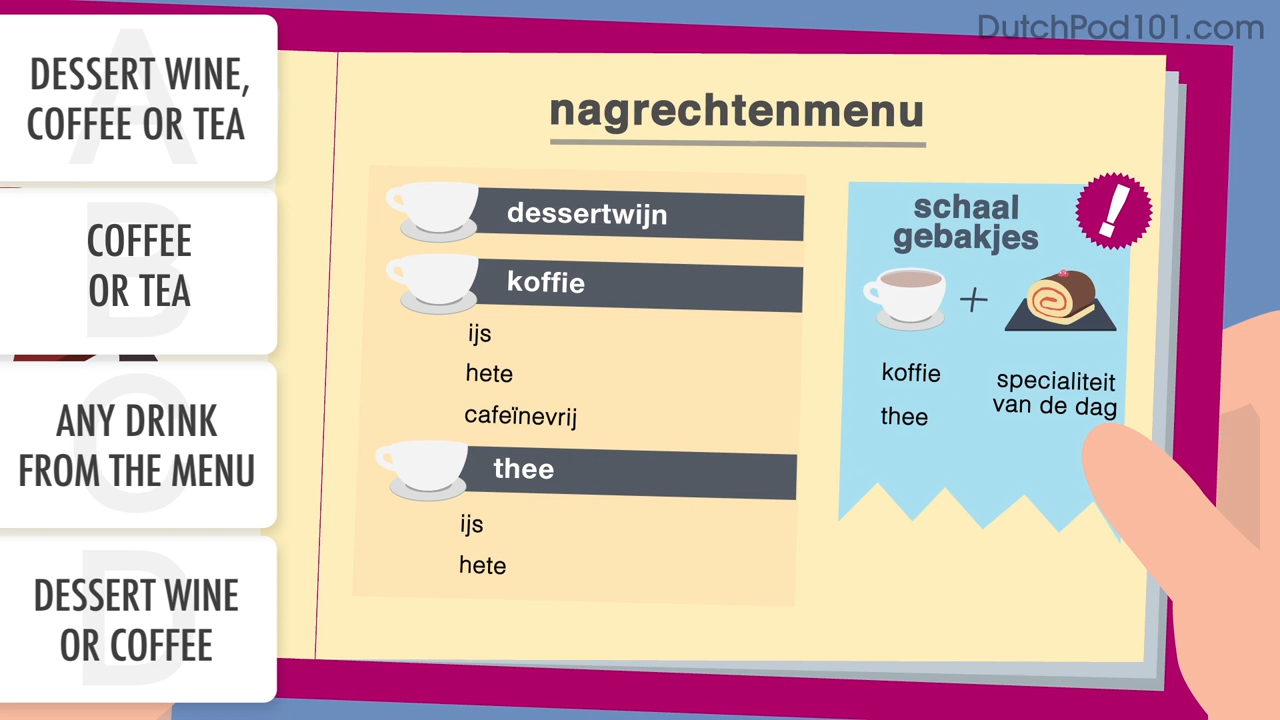 DutchPod101.com
A
DESSERT WINE,
COFFEE OR TEA
B
COFFEE
OR TEA
C
ANY DRINK
FROM THE MENU
D
DESSERT WINE
OR COFFEE
nagrechtenmenu
dessertwijn
koffie
ijs
hete
cafeïnevrij
thee
ijs
hete
schaal
gebakjes
!
+
koffie
thee
specialiteit
van de dag